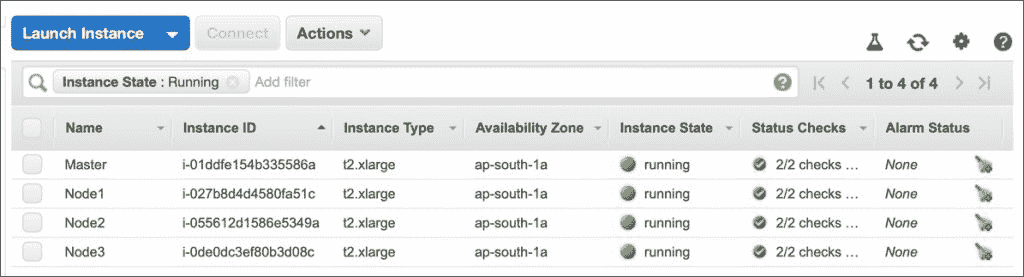 Launch Instance Connect Actions
Instance State : Running Add filter 1 to 4 of 4
Name Instance ID Instance Type Availability Zone Instance State Status Checks Alarm Status
Master i-01ddfe154b335586a t2.xlarge ap-south-1a running 2/2 checks ... None
Node1 i-027b8d4d4580fa51c t2.xlarge ap-south-1a running 2/2 checks ... None
Node2 i-055612d1586e5349a t2.xlarge ap-south-1a running 2/2 checks ... None
Node3 i-0de0dc3ef80b3d08c t2.xlarge ap-south-1a running 2/2 checks ... None